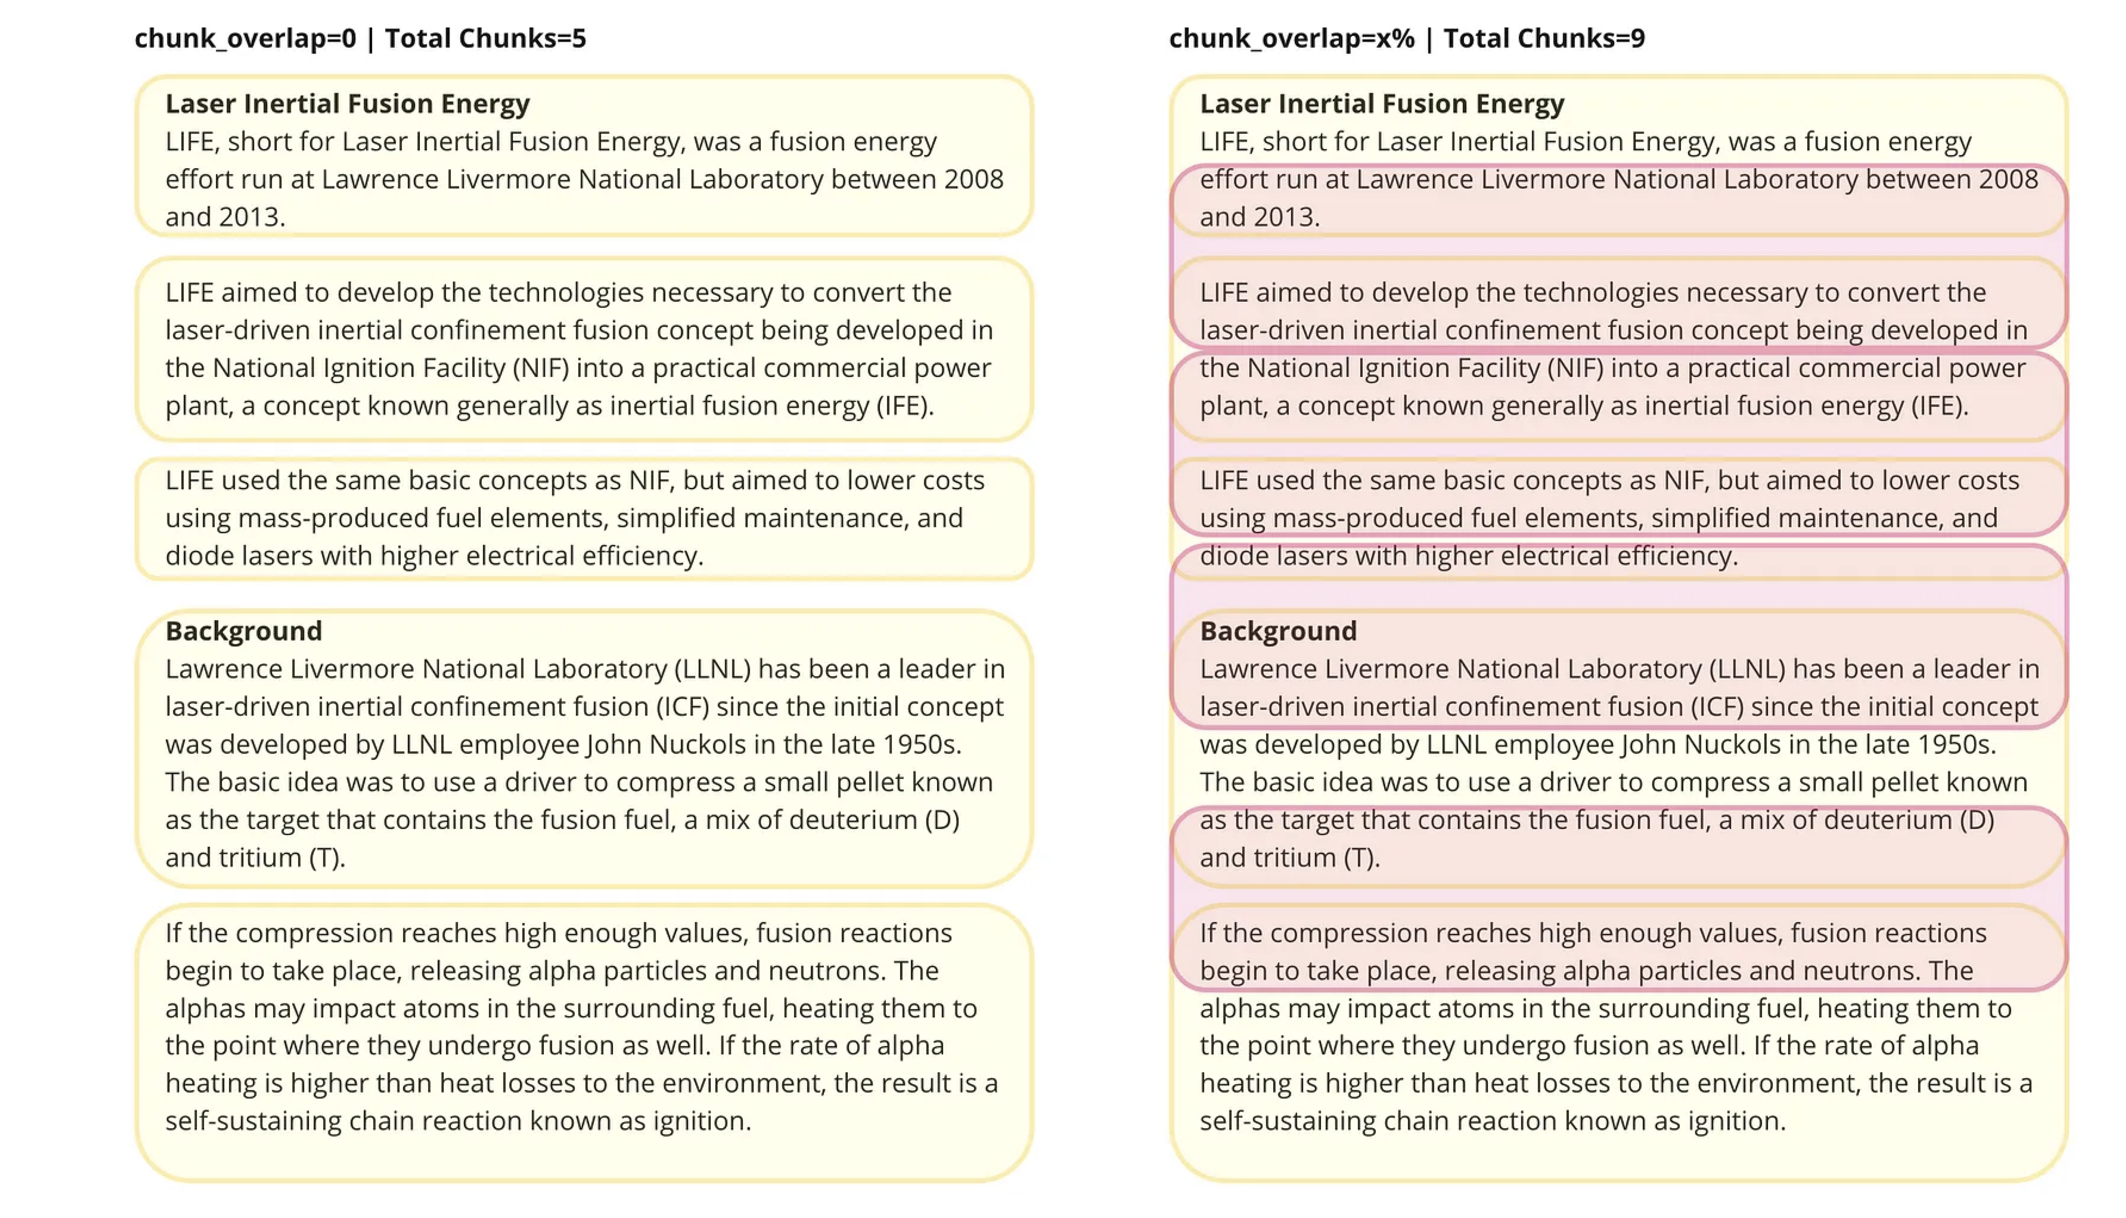 chunk_overlap=0 | Total Chunks=5
Laser Inertial Fusion Energy
LIFE, short for Laser Inertial Fusion Energy, was a fusion energy
effort run at Lawrence Livermore National Laboratory between 2008
and 2013.
LIFE aimed to develop the technologies necessary to convert the
laser-driven inertial confinement fusion concept being developed in
the National Ignition Facility (NIF) into a practical commercial power
plant, a concept known generally as inertial fusion energy (IFE).
LIFE used the same basic concepts as NIF, but aimed to lower costs
using mass-produced fuel elements, simplified maintenance, and
diode lasers with higher electrical efficiency.
Background
Lawrence Livermore National Laboratory (LLNL) has been a leader in
laser-driven inertial confinement fusion (ICF) since the initial concept
was developed by LLNL employee John Nuckols in the late 1950s.
The basic idea was to use a driver to compress a small pellet known
as the target that contains the fusion fuel, a mix of deuterium (D)
and tritium (T).
If the compression reaches high enough values, fusion reactions
begin to take place, releasing alpha particles and neutrons. The
alphas may impact atoms in the surrounding fuel, heating them to
the point where they undergo fusion as well. If the rate of alpha
heating is higher than heat losses to the environment, the result is a
self-sustaining chain reaction known as ignition.
chunk_overlap=x% | Total Chunks=9
Laser Inertial Fusion Energy
LIFE, short for Laser Inertial Fusion Energy, was a fusion energy
effort run at Lawrence Livermore National Laboratory between 2008
and 2013.
LIFE aimed to develop the technologies necessary to convert the
laser-driven inertial confinement fusion concept being developed in
the National Ignition Facility (NIF) into a practical commercial power
plant, a concept known generally as inertial fusion energy (IFE).
LIFE used the same basic concepts as NIF, but aimed to lower costs
using mass-produced fuel elements, simplified maintenance, and
diode lasers with higher electrical efficiency.
Background
Lawrence Livermore National Laboratory (LLNL) has been a leader in
laser-driven inertial confinement fusion (ICF) since the initial concept
was developed by LLNL employee John Nuckols in the late 1950s.
The basic idea was to use a driver to compress a small pellet known
as the target that contains the fusion fuel, a mix of deuterium (D)
and tritium (T).
If the compression reaches high enough values, fusion reactions
begin to take place, releasing alpha particles and neutrons. The
alphas may impact atoms in the surrounding fuel, heating them to
the point where they undergo fusion as well. If the rate of alpha
heating is higher than heat losses to the environment, the result is a
self-sustaining chain reaction known as ignition.